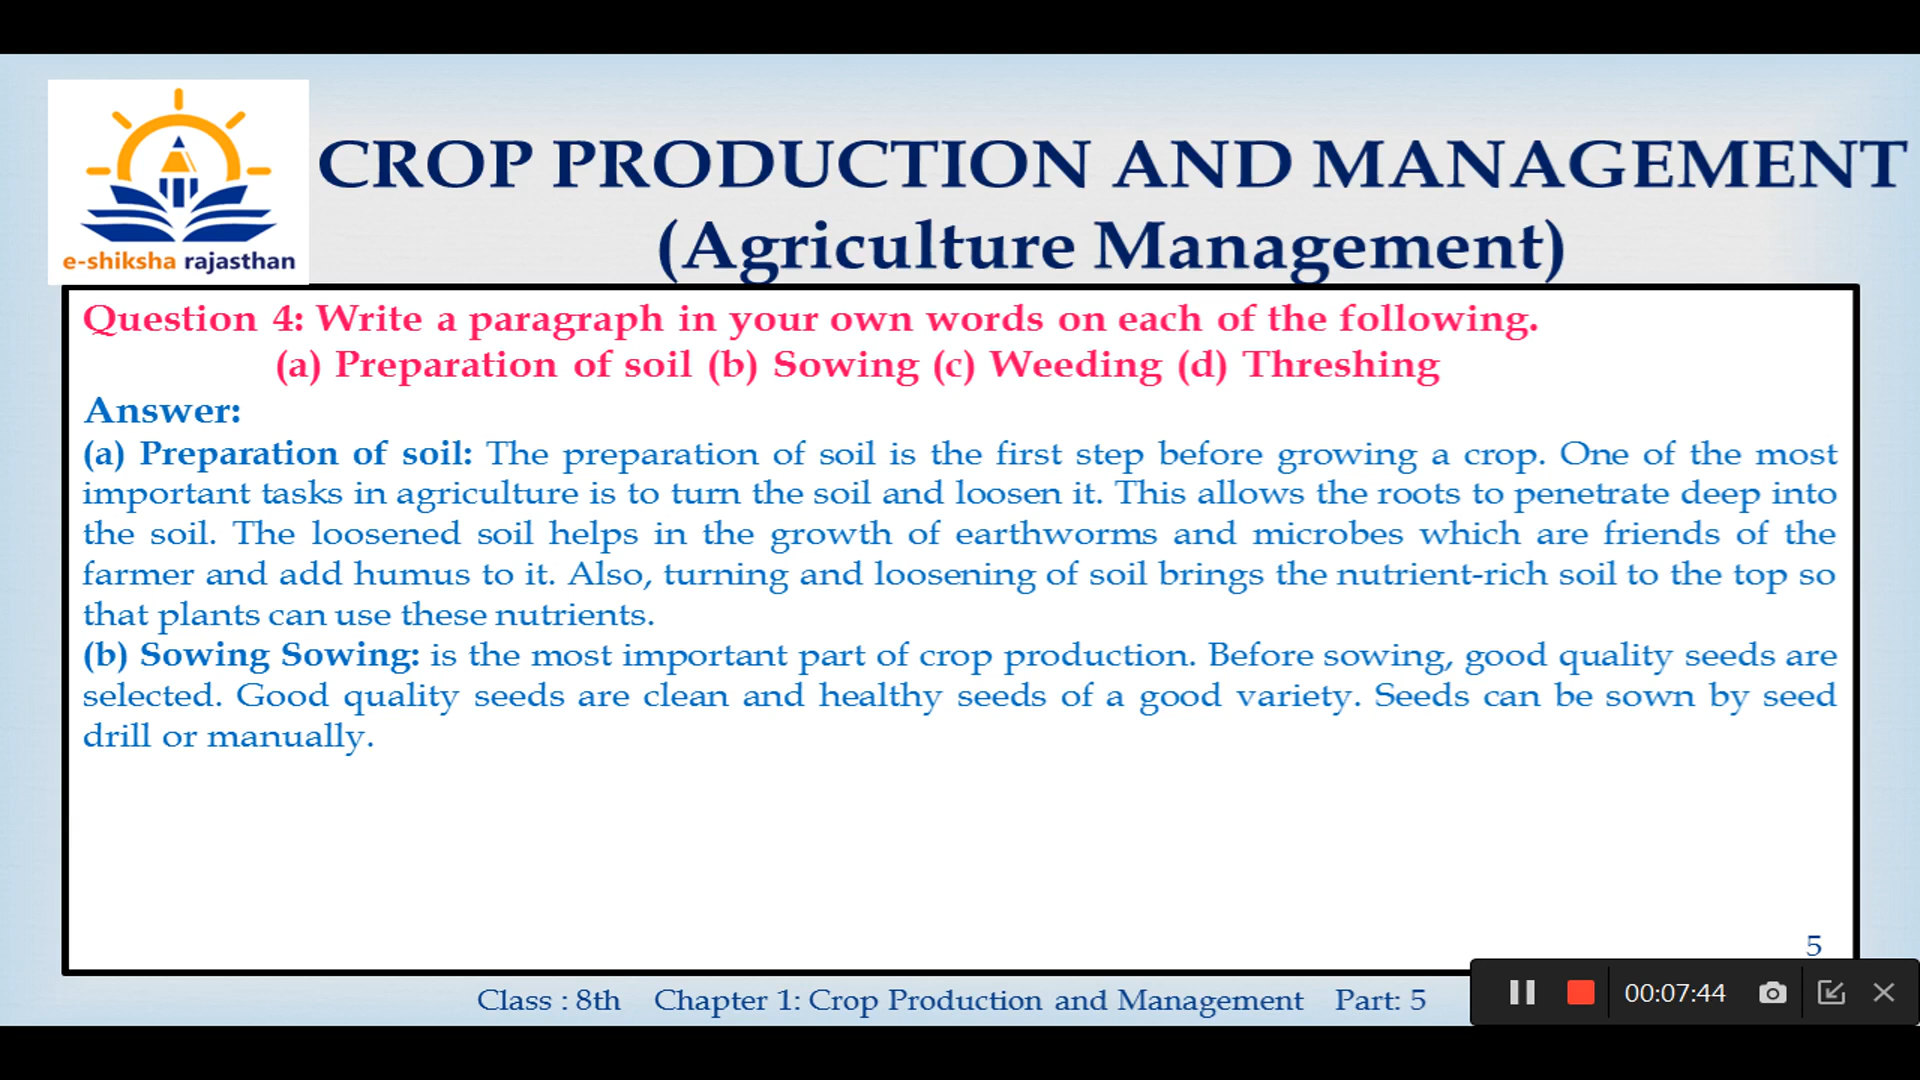 e-shiksha rajasthan
CROP PRODUCTION AND MANAGEMENT
(Agriculture Management)
Question 4: Write a paragraph in your own words on each of the following.
(a) Preparation of soil (b) Sowing (c) Weeding (d) Threshing
Answer:
(a) Preparation of soil: The preparation of soil is the first step before growing a crop. One of the most
important tasks in agriculture is to turn the soil and loosen it. This allows the roots to penetrate deep into
the soil. The loosened soil helps in the growth of earthworms and microbes which are friends of the
farmer and add humus to it. Also, turning and loosening of soil brings the nutrient-rich soil to the top so
that plants can use these nutrients.
(b) Sowing Sowing: is the most important part of crop production. Before sowing, good quality seeds are
selected. Good quality seeds are clean and healthy seeds of a good variety. Seeds can be sown by seed
drill or manually.
5
Class : 8th Chapter 1: Crop Production and Management Part: 5
00:07:44